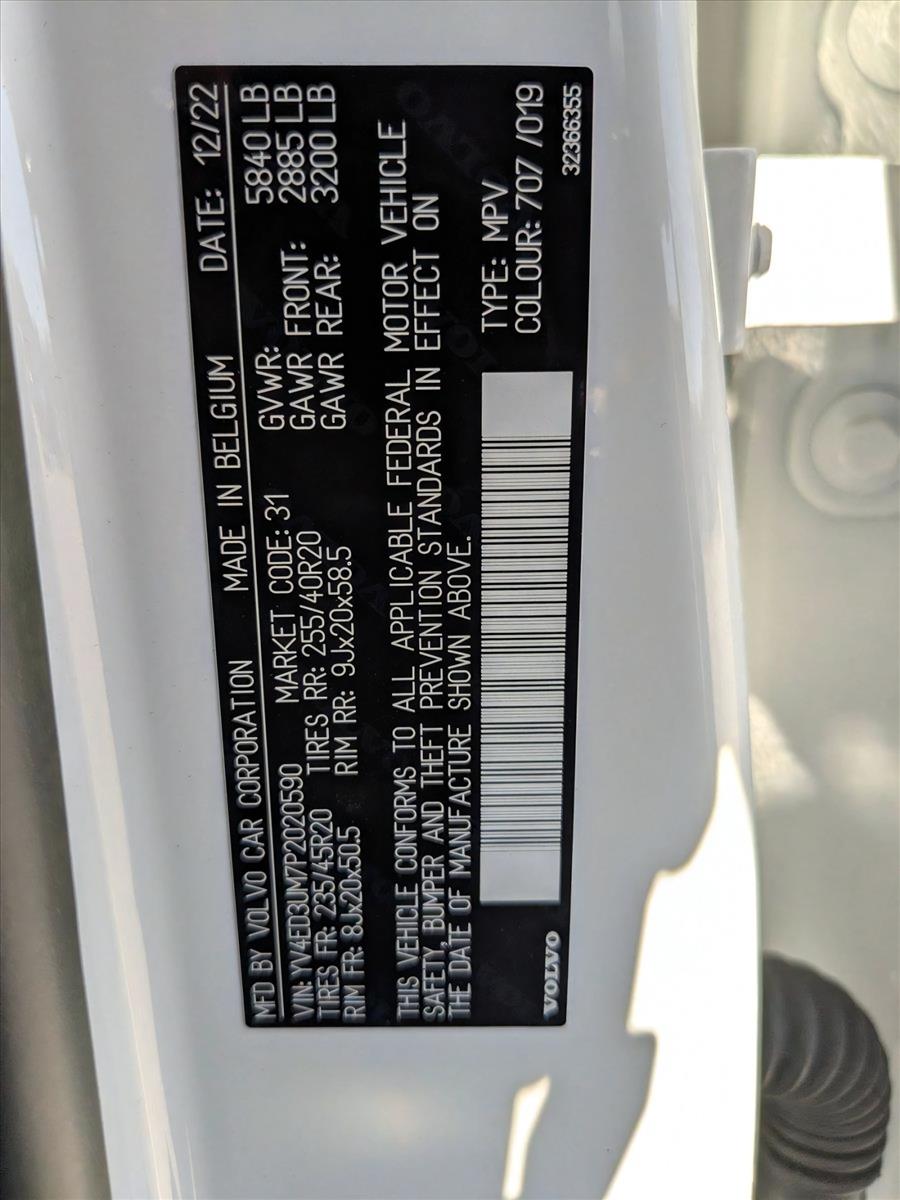 MFD BY VOLVO CAR CORPORATION MADE IN BELGIUM DATE: 12/22
VIN: YV4ED3UM7P2020590 MARKET CODE: 31 GVWR: 5840 LB
TIRES FR: 235/45R20 TIRES RR: 255/40R20 GAWR FRONT: 2885 LB
RIM FR: 8Jx20x50.5 RIM RR: 9Jx20x58.5 GAWR REAR: 3200 LB
THIS VEHICLE CONFORMS TO ALL APPLICABLE FEDERAL MOTOR VEHICLE
SAFETY, BUMPER AND THEFT PREVENTION STANDARDS IN EFFECT ON
THE DATE OF MANUFACTURE SHOWN ABOVE.
TYPE: MPV
COLOUR: 707 /019
VOLVO
32366355